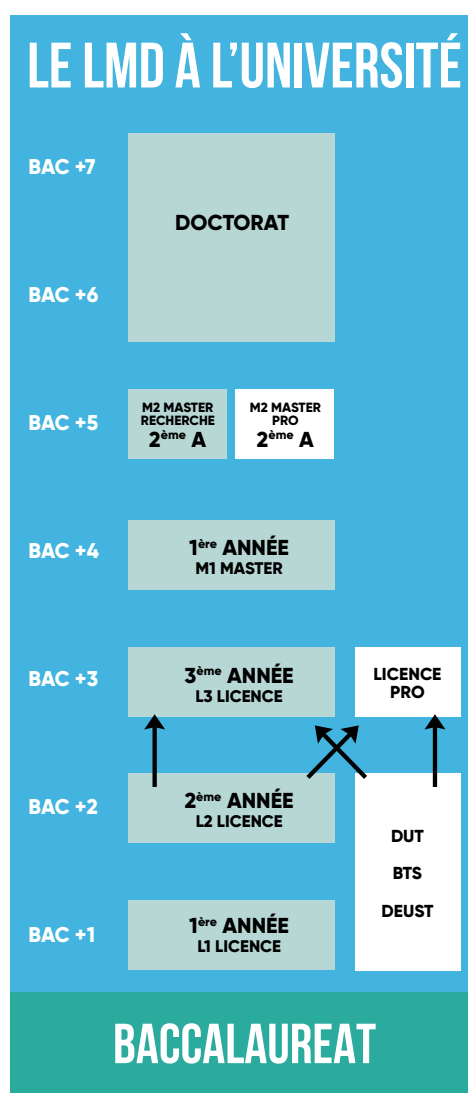 LE LMD À L'UNIVERSITÉ
BAC +7
DOCTORAT
BAC +6
BAC +5
M2 MASTER
RECHERCHE
2ème A
M2 MASTER
PRO
2ème A
BAC +4
1ère ANNÉE
M1 MASTER
BAC +3
3ème ANNÉE
L3 LICENCE
LICENCE
PRO
BAC +2
2ème ANNÉE
L2 LICENCE
DUT
BTS
DEUST
BAC +1
1ère ANNÉE
L1 LICENCE
BACCALAUREAT